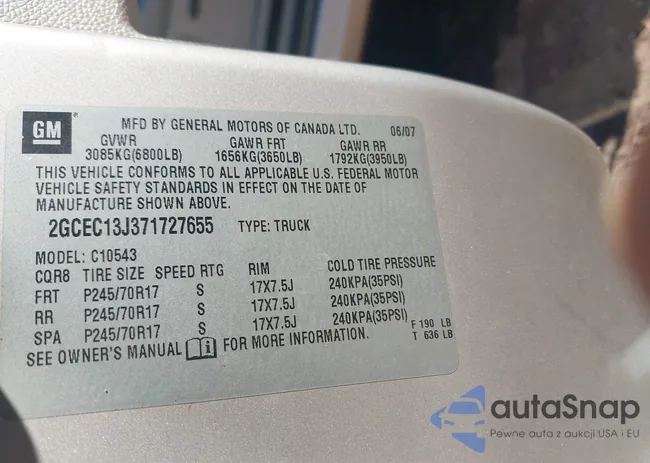 GM
MFD BY GENERAL MOTORS OF CANADA LTD. 06/07
GVWR GAWR FRT GAWR RR
3085KG(6800LB) 1656KG(3650LB) 1792KG(3950LB)
THIS VEHICLE CONFORMS TO ALL APPLICABLE U.S. FEDERAL MOTOR
VEHICLE SAFETY STANDARDS IN EFFECT ON THE DATE OF
MANUFACTURE SHOWN ABOVE.
2GCEC13J371727655 TYPE: TRUCK
MODEL: C10543
CQR8 TIRE SIZE SPEED RTG RIM COLD TIRE PRESSURE
FRT P245/70R17 S 17X7.5J 240KPA(35PSI)
RR P245/70R17 S 17X7.5J 240KPA(35PSI)
SPA P245/70R17 S 17X7.5J 240KPA(35PSI)
F 190 LB
T 636 LB
SEE OWNER'S MANUAL i FOR MORE INFORMATION.
autaSnap
Pewne auta z aukcji USA i EU